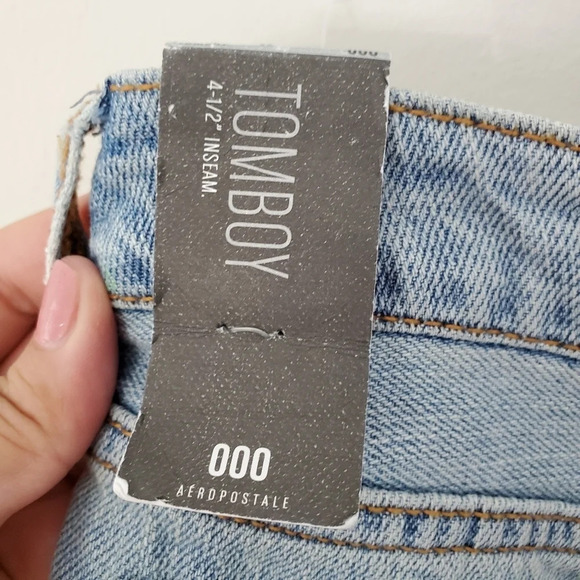 TOMBOY
4-1/2" INSEAM.
000
AÉROPOSTALE